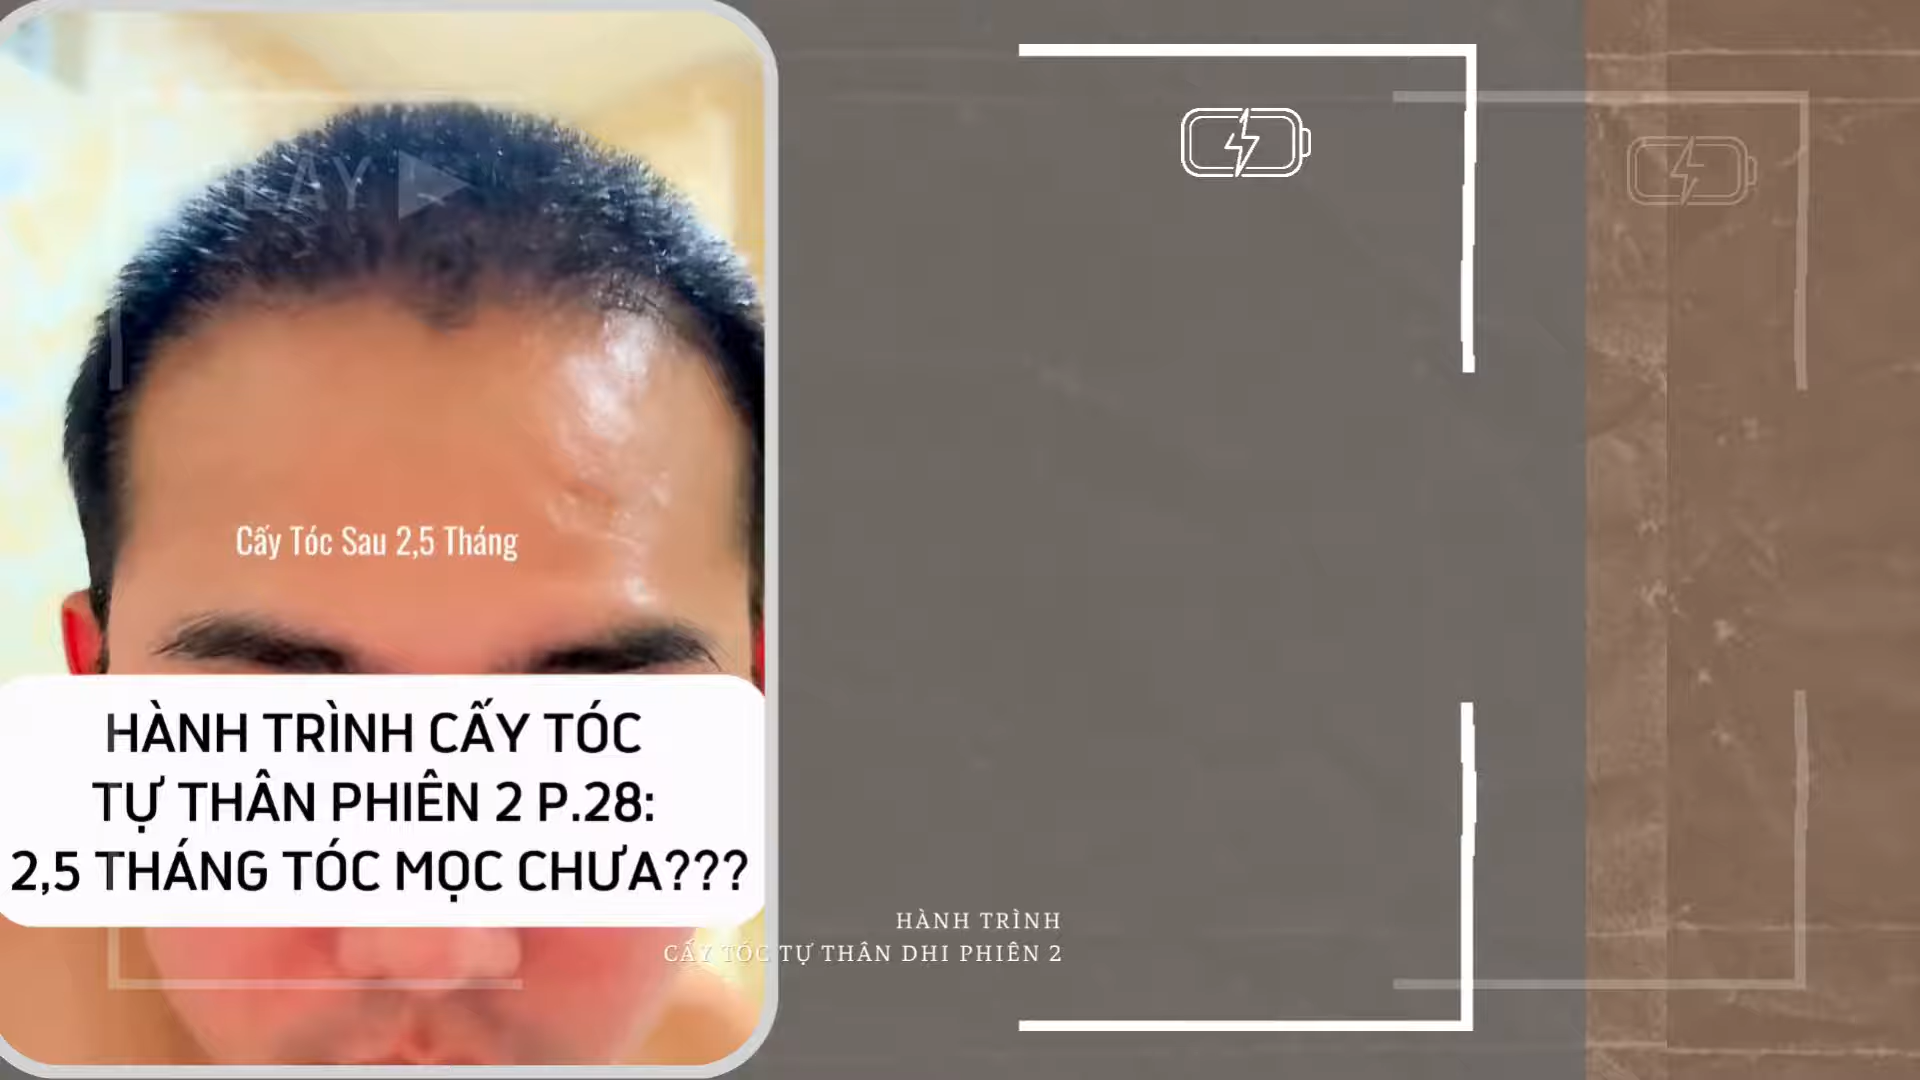 Cấy Tóc Sau 2,5 Tháng
HÀNH TRÌNH CẤY TÓC
TỰ THÂN PHIÊN 2 P.28:
2,5 THÁNG TÓC MỌC CHƯA???
HÀNH TRÌNH
CẤY TÓC TỰ THÂN DHI PHIÊN 2